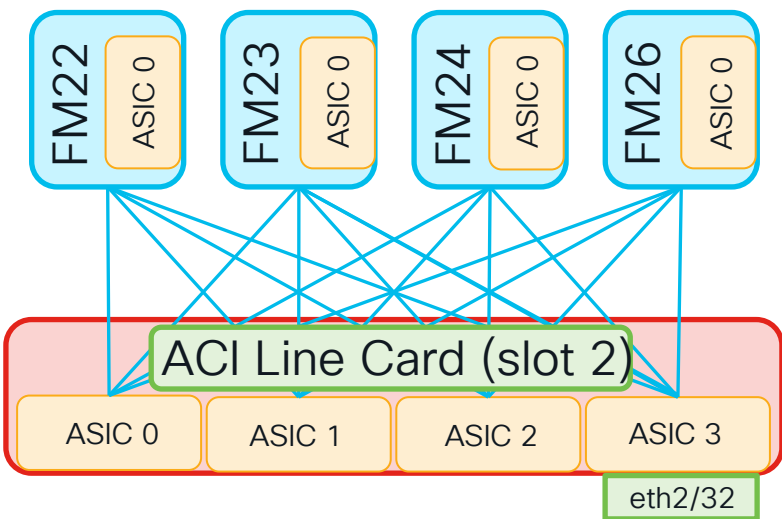 FM22
ASIC 0
FM23
ASIC 0
FM24
ASIC 0
FM26
ASIC 0
ACI Line Card (slot 2)
ASIC 0
ASIC 1
ASIC 2
ASIC 3
eth2/32